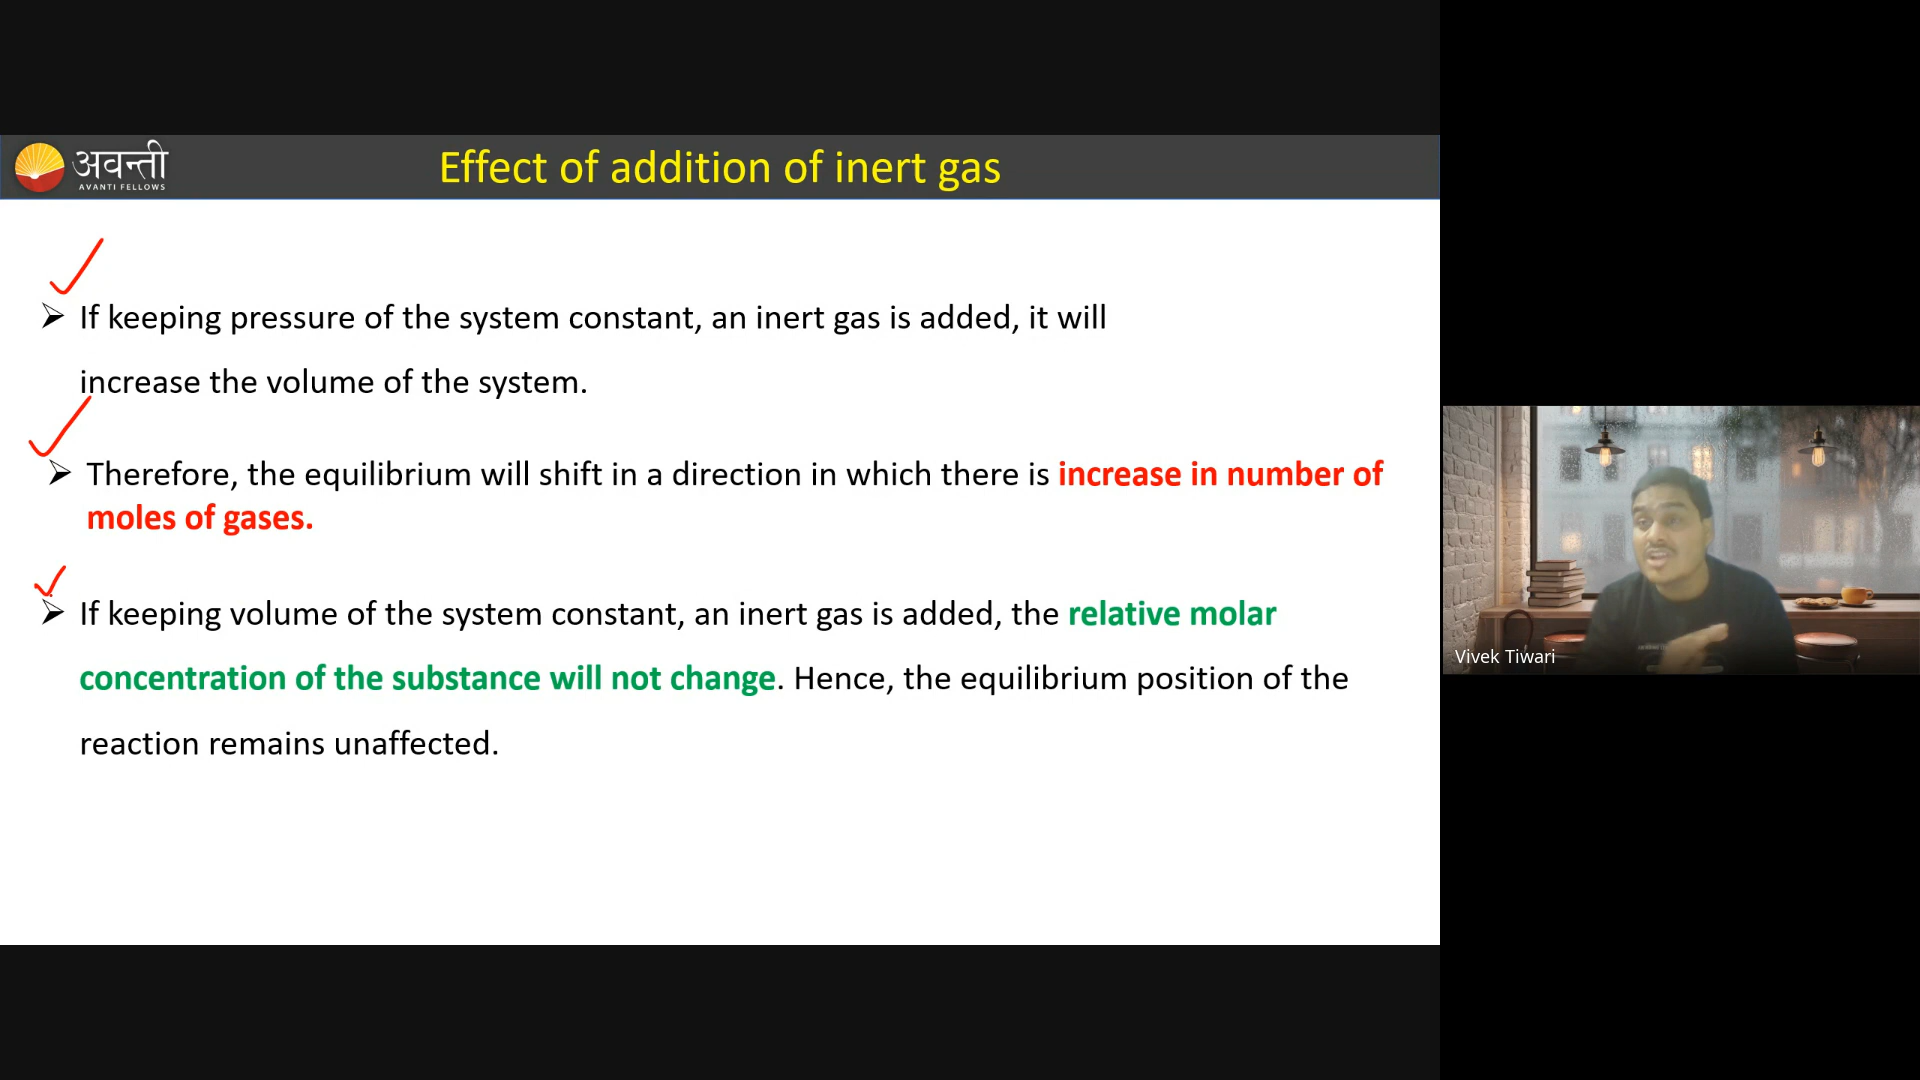 अवन्ती
AVANTI FELLOWS
Effect of addition of inert gas
➢ If keeping pressure of the system constant, an inert gas is added, it will
increase the volume of the system.
➢ Therefore, the equilibrium will shift in a direction in which there is increase in number of
moles of gases.
➢ If keeping volume of the system constant, an inert gas is added, the relative molar
concentration of the substance will not change. Hence, the equilibrium position of the
reaction remains unaffected.
Vivek Tiwari